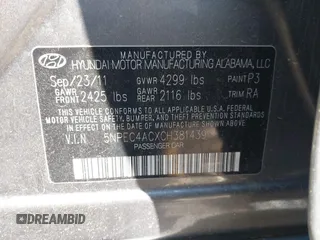 HYUNDAI MOTOR MANUFACTURING ALABAMA, LLC
Sep/23/11 GVWR 4299 lbs PAINT P3
GAWR FRONT 2425 lbs GAWR REAR 2116 lbs TRIM RA
THIS VEHICLE CONFORMS TO ALL APPLICABLE
FEDERAL MOTOR VEHICLE SAFETY, BUMPER, AND
THEFT PREVENTION STANDARDS IN EFFECT ON THE
DATE OF MANUFACTURE SHOWN ABOVE.
V.I.N
PASSENGER CAR
DREAMBID